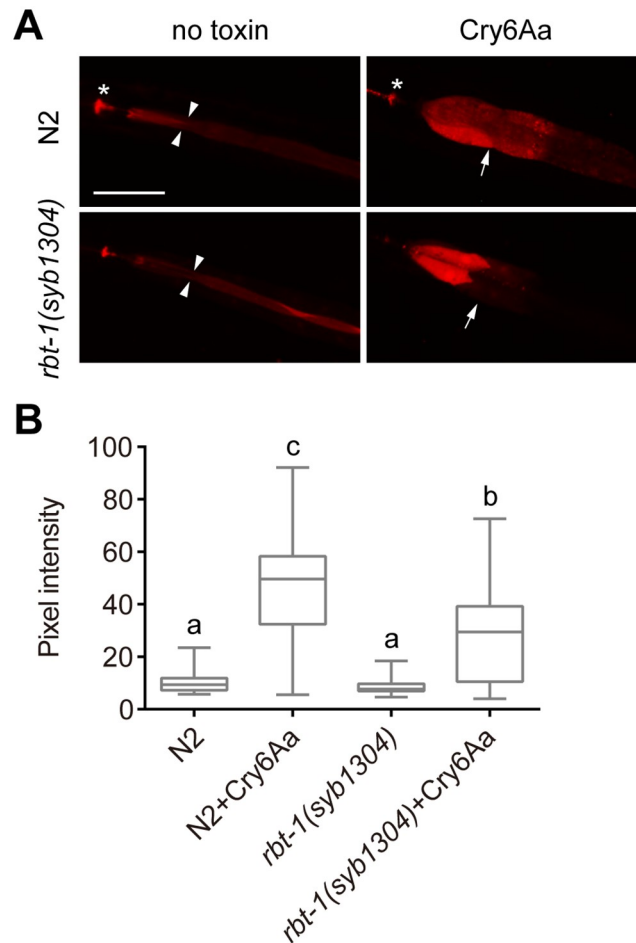 A
no toxin
Cry6Aa
N2
*
*
rbt-1(syb1304)
B
Pixel intensity
100
80
60
40
20
0
a
c
a
b
N2
N2+Cry6Aa
rbt-1(syb1304)
rbt-1(syb1304)+Cry6Aa